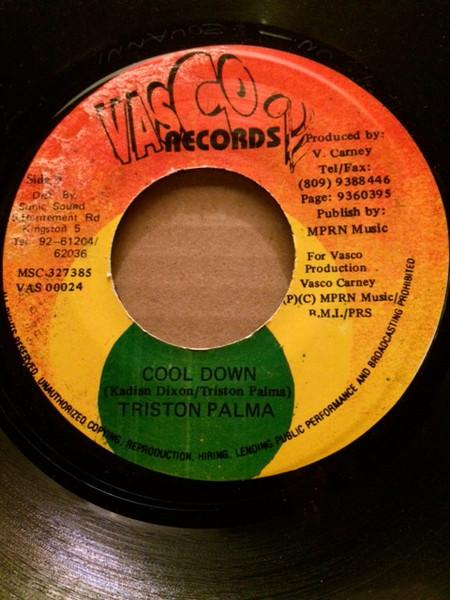 VASCO
RECORDS
Produced by:
V. Carney
Tel/Fax:
(809) 9388446
Page: 9360395
Publish by:
MPRN Music
For Vasco
Production
Vasco Carney
(P)(C) MPRN Music/
B.M.I./PRS
Side
Dist By
Sonic Sound
Retirement Rd
Kingston 5
Tel 92-61204/
62036
MSC-327385
VAS 00024
COOL DOWN
(Kadian Dixon/Triston Palma)
TRISTON PALMA
RESERVED. UNAUTHORIZED COPYING, REPRODUCTION, HIRING, LENDING PUBLIC PERFORMANCE AND BROADCASTING PROHIBITED